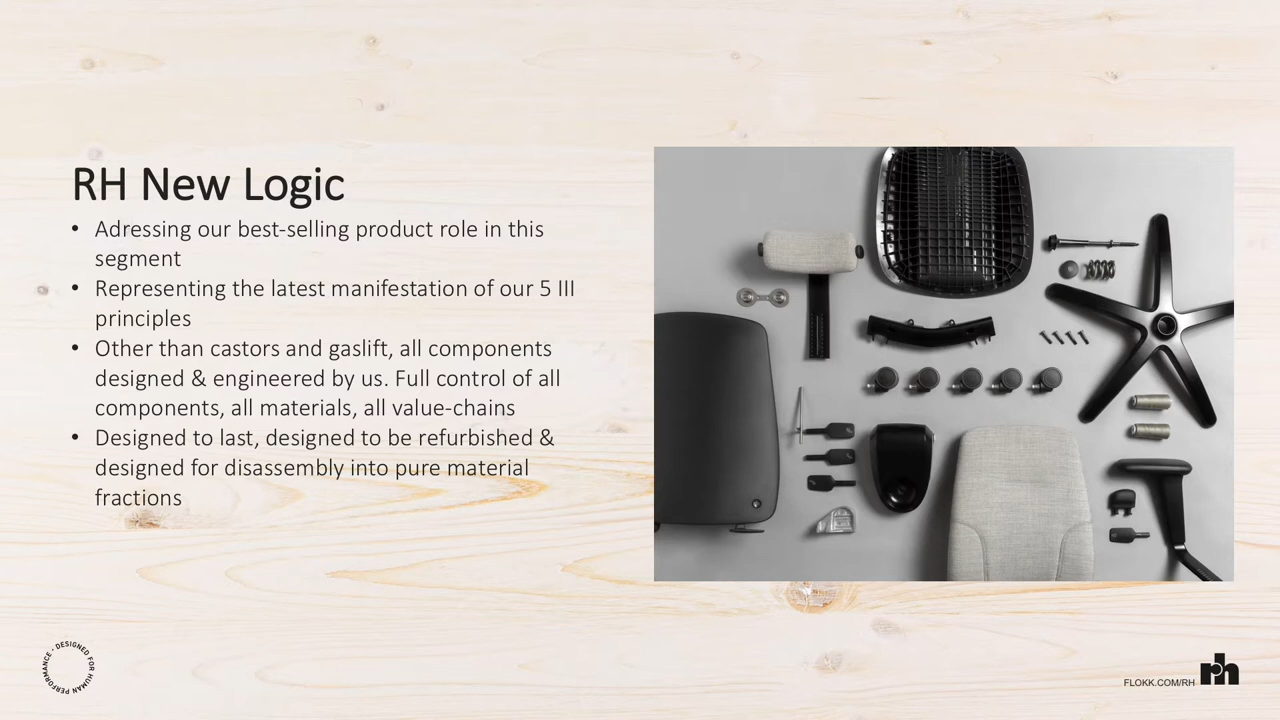 RH New Logic
• Adressing our best-selling product role in this
segment
• Representing the latest manifestation of our 5 III
principles
• Other than castors and gaslift, all components
designed & engineered by us. Full control of all
components, all materials, all value-chains
• Designed to last, designed to be refurbished &
designed for disassembly into pure material
fractions
DESIGNED FOR HUMAN PERFORMANCE •
FLOKK.COM/RH
rh